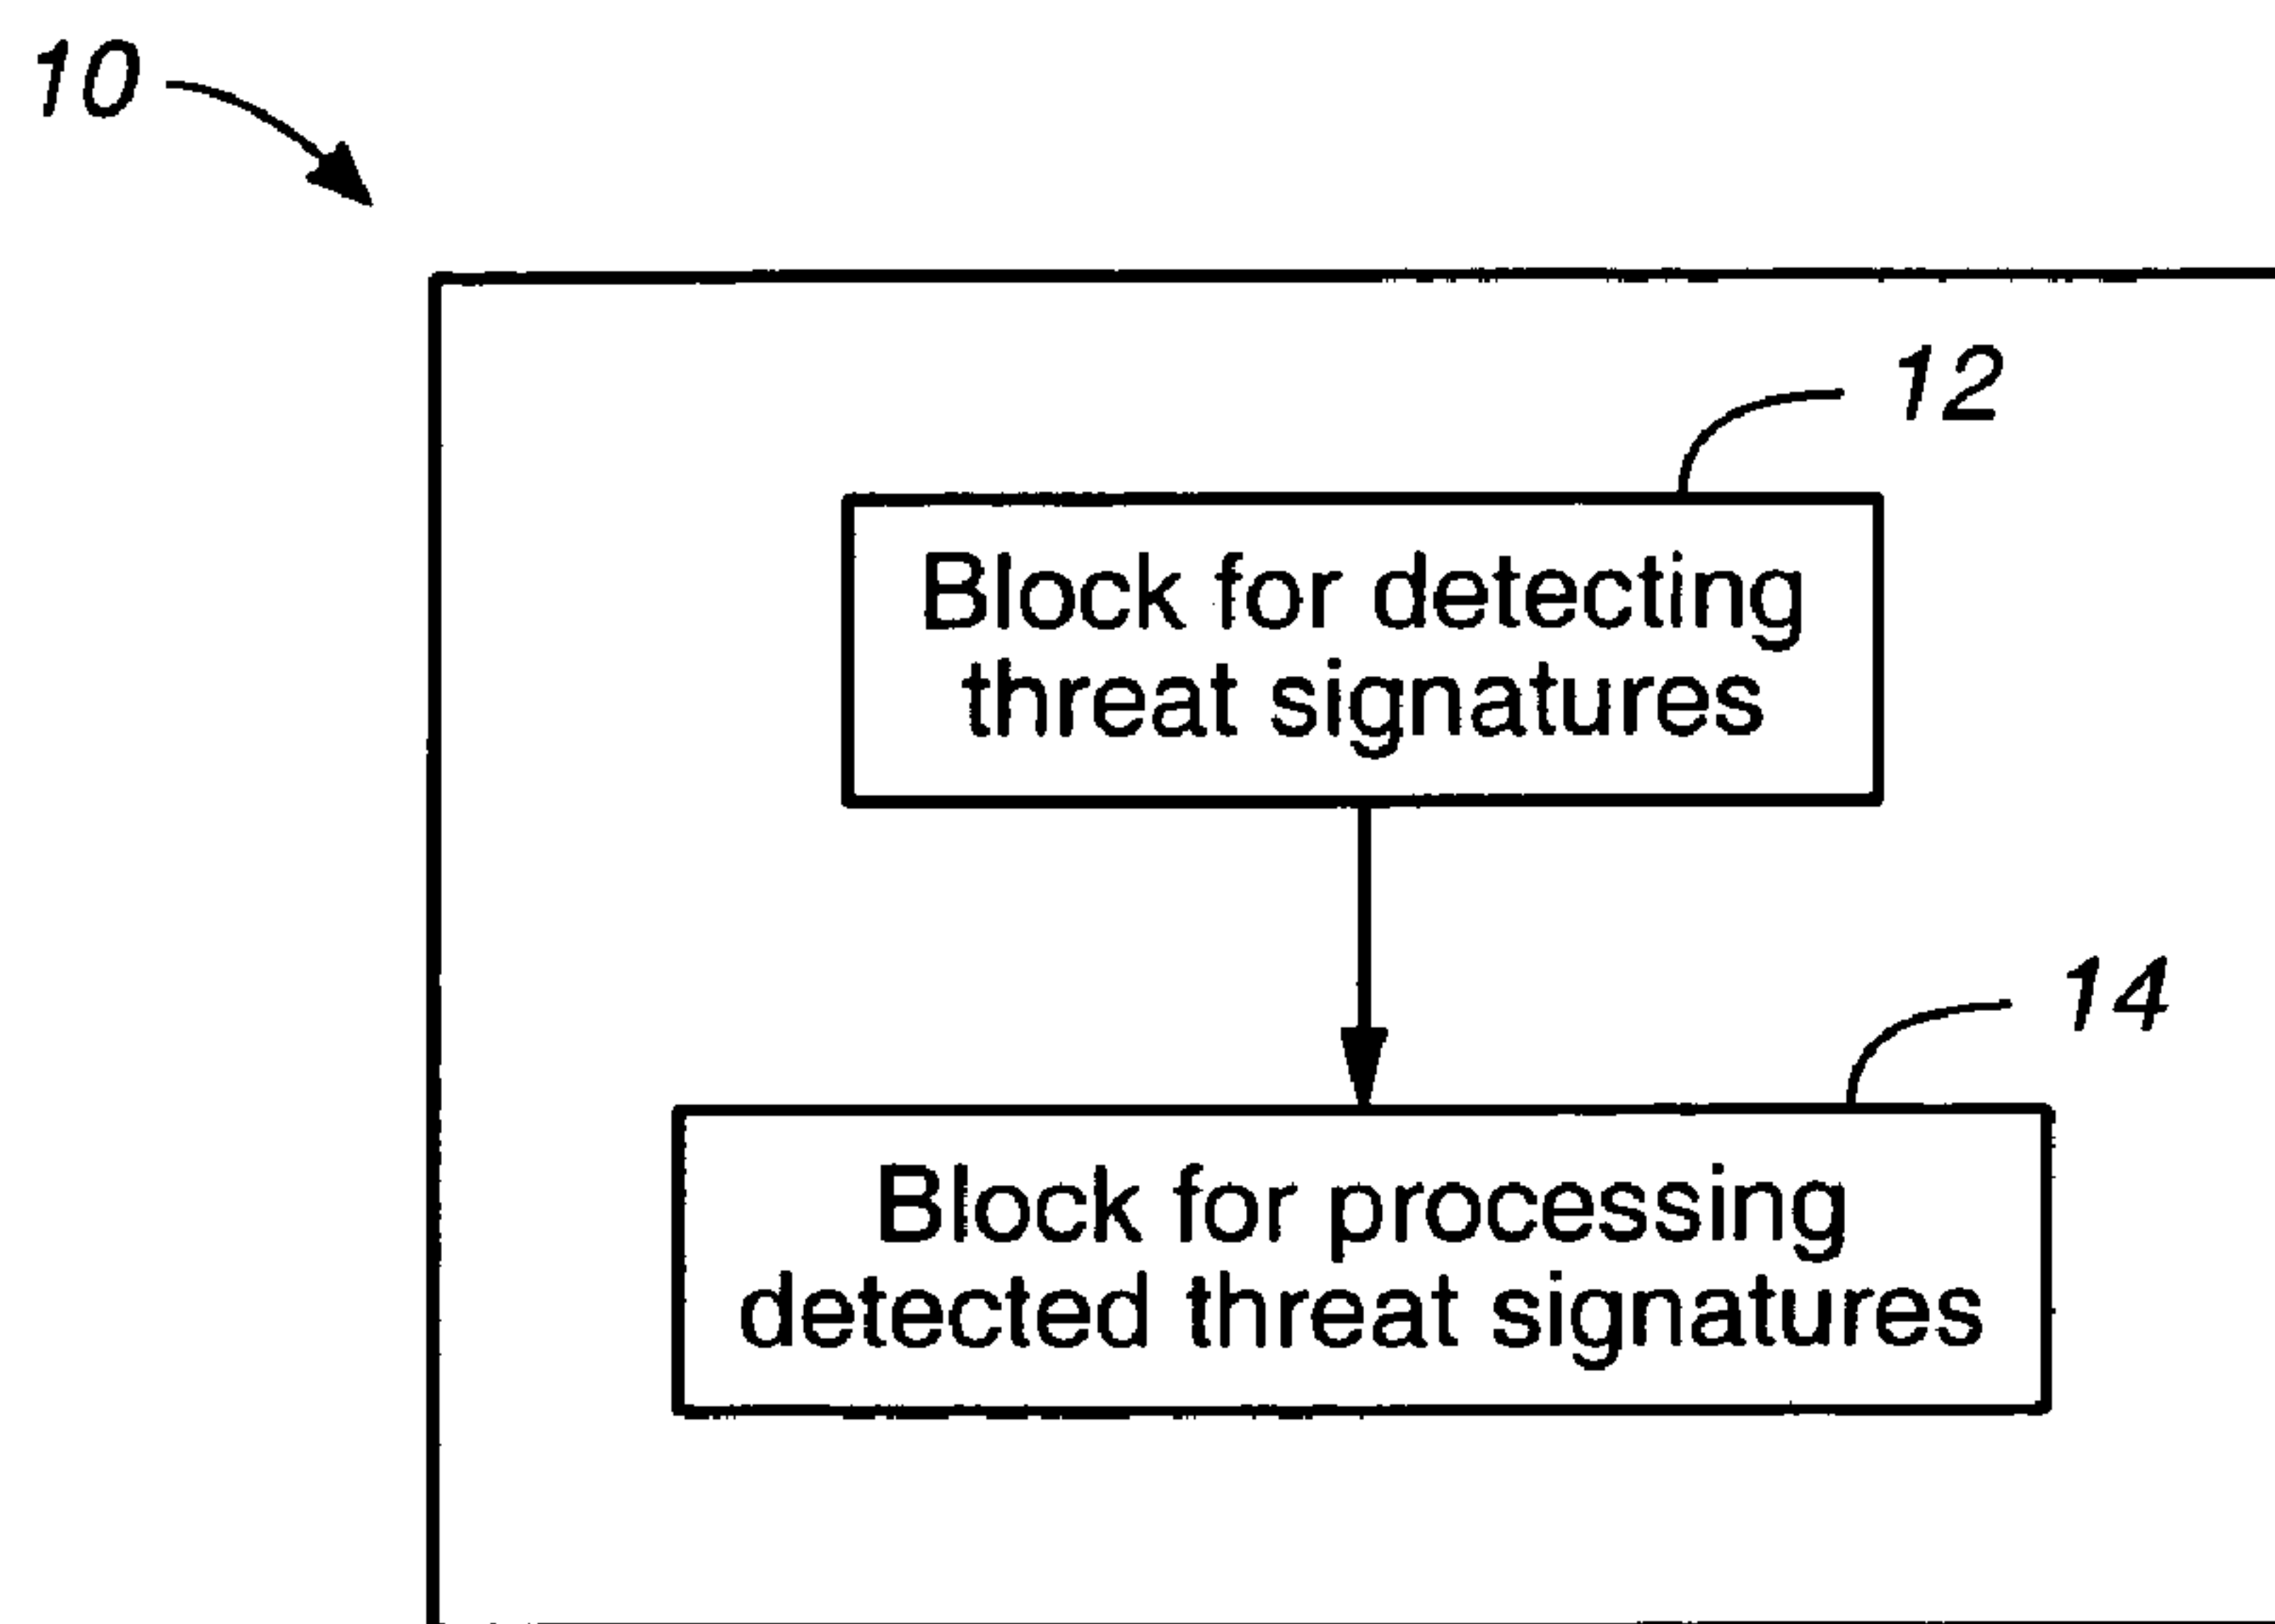 10
12
Block for detecting
threat signatures
14
Block for processing
detected threat signatures